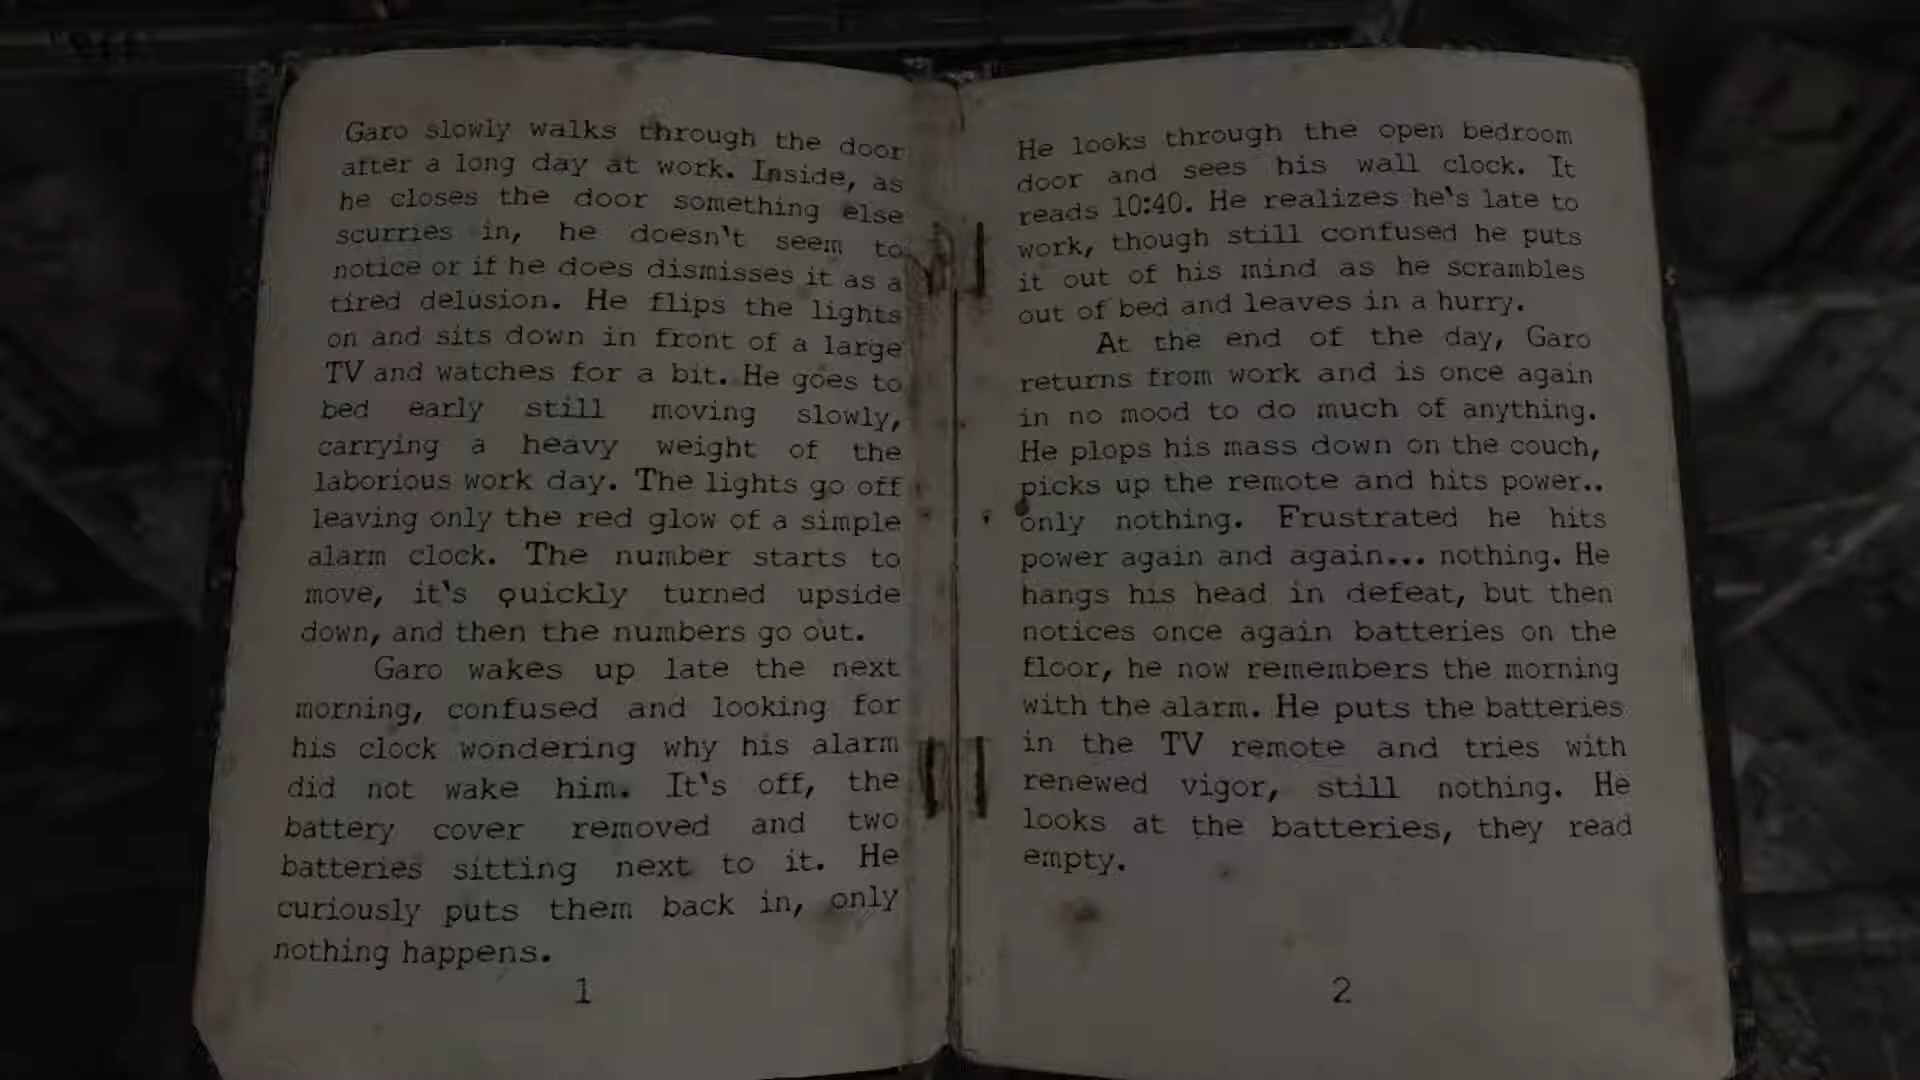 Garo slowly walks through the door
after a long day at work. Inside, as
he closes the door something else
scurries in, he doesn't seem to
notice or if he does dismisses it as a
tired delusion. He flips the lights
on and sits down in front of a large
TV and watches for a bit. He goes to
bed early still moving slowly,
carrying a heavy weight of the
laborious work day. The lights go off
leaving only the red glow of a simple
alarm clock. The number starts to
move, it's quickly turned upside
down, and then the numbers go out.
Garo wakes up late the next
morning, confused and looking for
his clock wondering why his alarm
did not wake him. It's off, the
battery cover removed and two
batteries sitting next to it. He
curiously puts them back in, only
nothing happens.
1
He looks through the open bedroom
door and sees his wall clock. It
reads 10:40. He realizes he's late to
work, though still confused he puts
it out of his mind as he scrambles
out of bed and leaves in a hurry.
At the end of the day, Garo
returns from work and is once again
in no mood to do much of anything.
He plops his mass down on the couch,
picks up the remote and hits power..
only nothing. Frustrated he hits
power again and again... nothing. He
hangs his head in defeat, but then
notices once again batteries on the
floor, he now remembers the morning
with the alarm. He puts the batteries
in the TV remote and tries with
renewed vigor, still nothing. He
looks at the batteries, they read
empty.
2